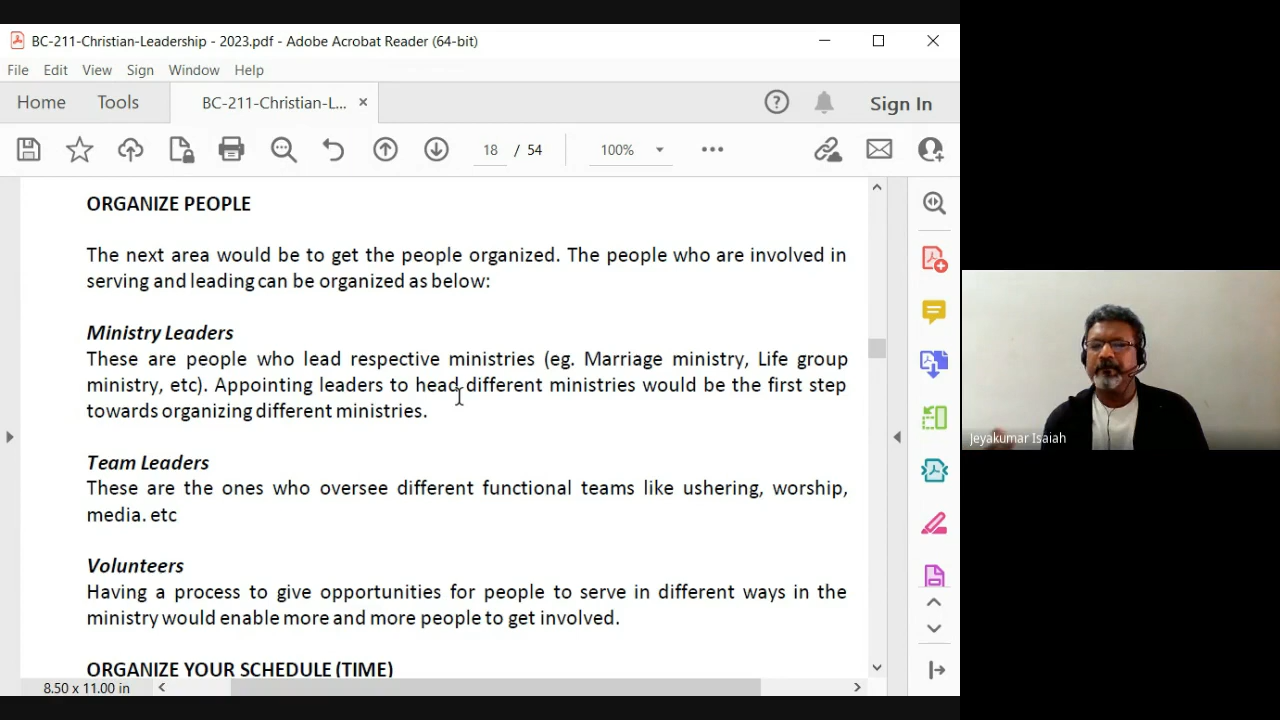 BC-211-Christian-Leadership - 2023.pdf - Adobe Acrobat Reader (64-bit)
File Edit View Sign Window Help
Home Tools BC-211-Christian-L... × Sign In
18 / 54 100%
ORGANIZE PEOPLE
The next area would be to get the people organized. The people who are involved in
serving and leading can be organized as below:
Ministry Leaders
These are people who lead respective ministries (eg. Marriage ministry, Life group
ministry, etc). Appointing leaders to head different ministries would be the first step
towards organizing different ministries.
Team Leaders
These are the ones who oversee different functional teams like ushering, worship,
media. etc
Volunteers
Having a process to give opportunities for people to serve in different ways in the
ministry would enable more and more people to get involved.
ORGANIZE YOUR SCHEDULE (TIME)
8.50 x 11.00 in
Jeyakumar Isaiah